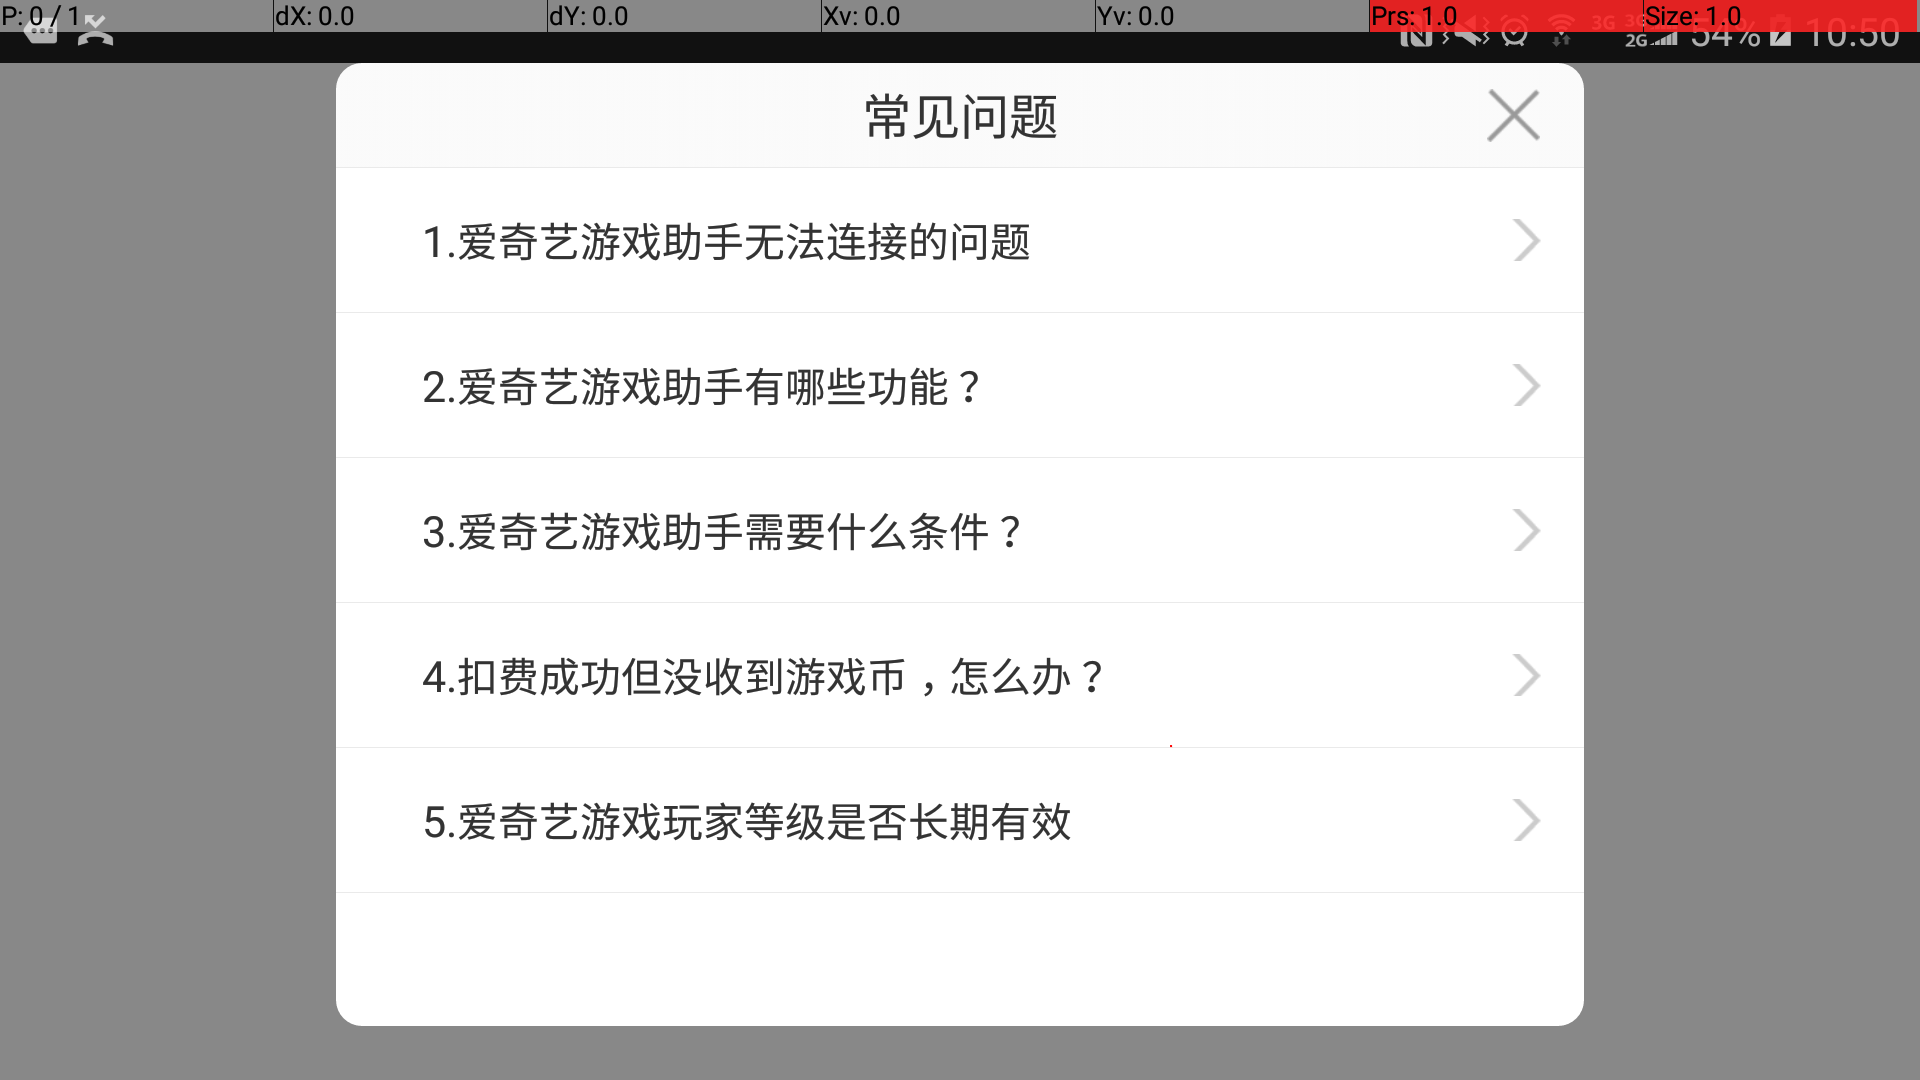 P: 0 / 1 dX: 0.0 dY: 0.0 Xv: 0.0 Yv: 0.0 Prs: 1.0 Size: 1.0
3G 3G 2G 54% 10:50
常见问题
1.爱奇艺游戏助手无法连接的问题
2.爱奇艺游戏助手有哪些功能？
3.爱奇艺游戏助手需要什么条件？
4.扣费成功但没收到游戏币，怎么办？
5.爱奇艺游戏玩家等级是否长期有效